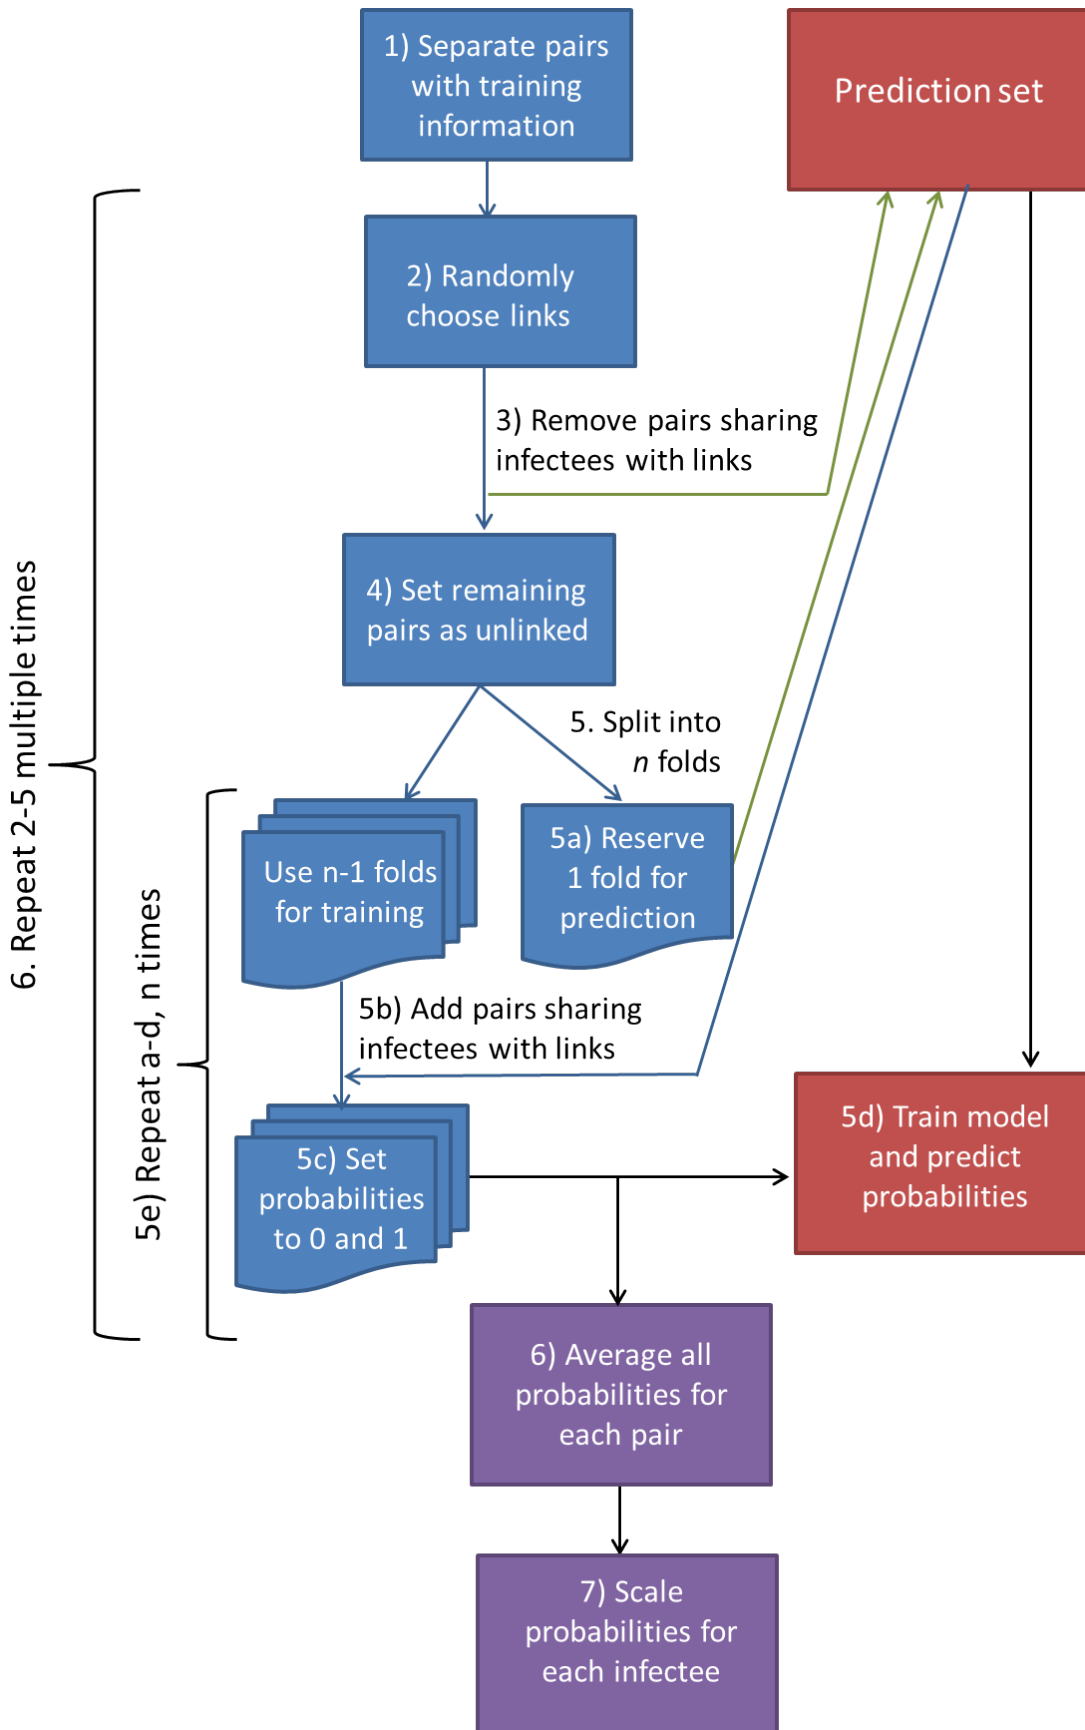 1) Separate pairs
with training
information
Prediction set
2) Randomly
choose links
3) Remove pairs sharing
infectees with links
4) Set remaining
pairs as unlinked
5. Split into
n folds
6. Repeat 2-5 multiple times
Use n-1 folds
for training
5a) Reserve
1 fold for
prediction
5e) Repeat a-d, n times
5b) Add pairs sharing
infectees with links
5c) Set
probabilities
to 0 and 1
5d) Train model
and predict
probabilities
6) Average all
probabilities for
each pair
7) Scale
probabilities for
each infectee